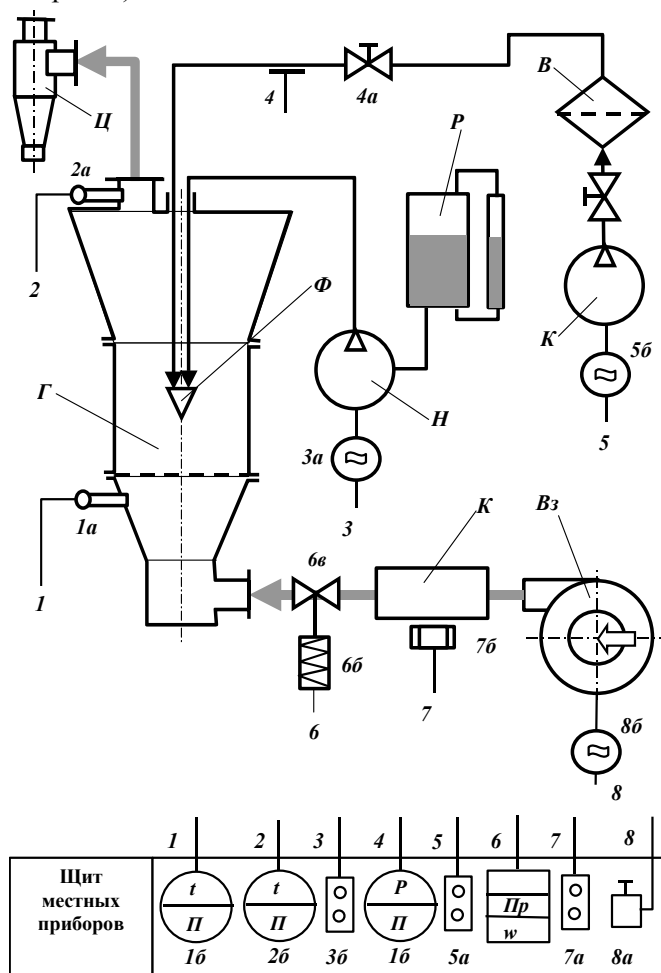 Ц
2а
2
4
4а
В
Р
Ф
К
5б
5
Г
Н
3а
3
1а
1
6в
К
Вз
6б
6
7б
7
8б
8
1
2
3
4
5
6
7
8
Щит
местных
приборов
t
П
1б
t
П
2б
3б
Р
П
1б
5а
Пр
w
7а
8а